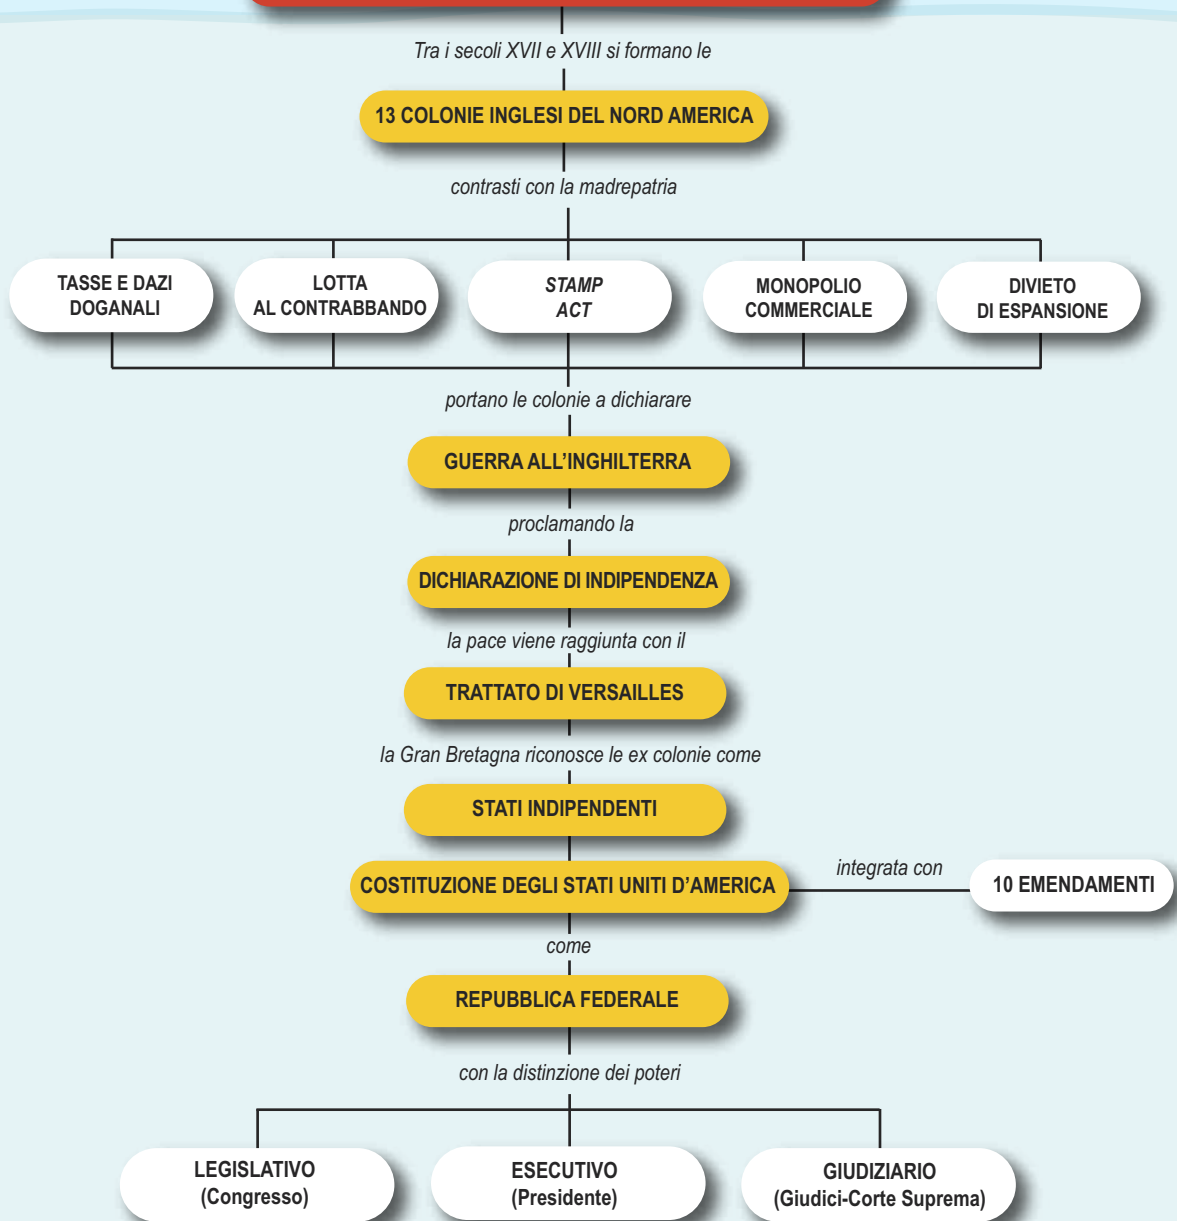 Tra i secoli XVII e XVIII si formano le
13 COLONIE INGLESI DEL NORD AMERICA
contrasti con la madrepatria
TASSE E DAZI
DOGANALI
LOTTA
AL CONTRABBANDO
STAMP
ACT
MONOPOLIO
COMMERCIALE
DIVIETO
DI ESPANSIONE
portano le colonie a dichiarare
GUERRA ALL'INGHILTERRA
proclamando la
DICHIARAZIONE DI INDIPENDENZA
la pace viene raggiunta con il
TRATTATO DI VERSAILLES
la Gran Bretagna riconosce le ex colonie come
STATI INDIPENDENTI
COSTITUZIONE DEGLI STATI UNITI D'AMERICA
integrata con
10 EMENDAMENTI
come
REPUBBLICA FEDERALE
con la distinzione dei poteri
LEGISLATIVO
(Congresso)
ESECUTIVO
(Presidente)
GIUDIZIARIO
(Giudici-Corte Suprema)